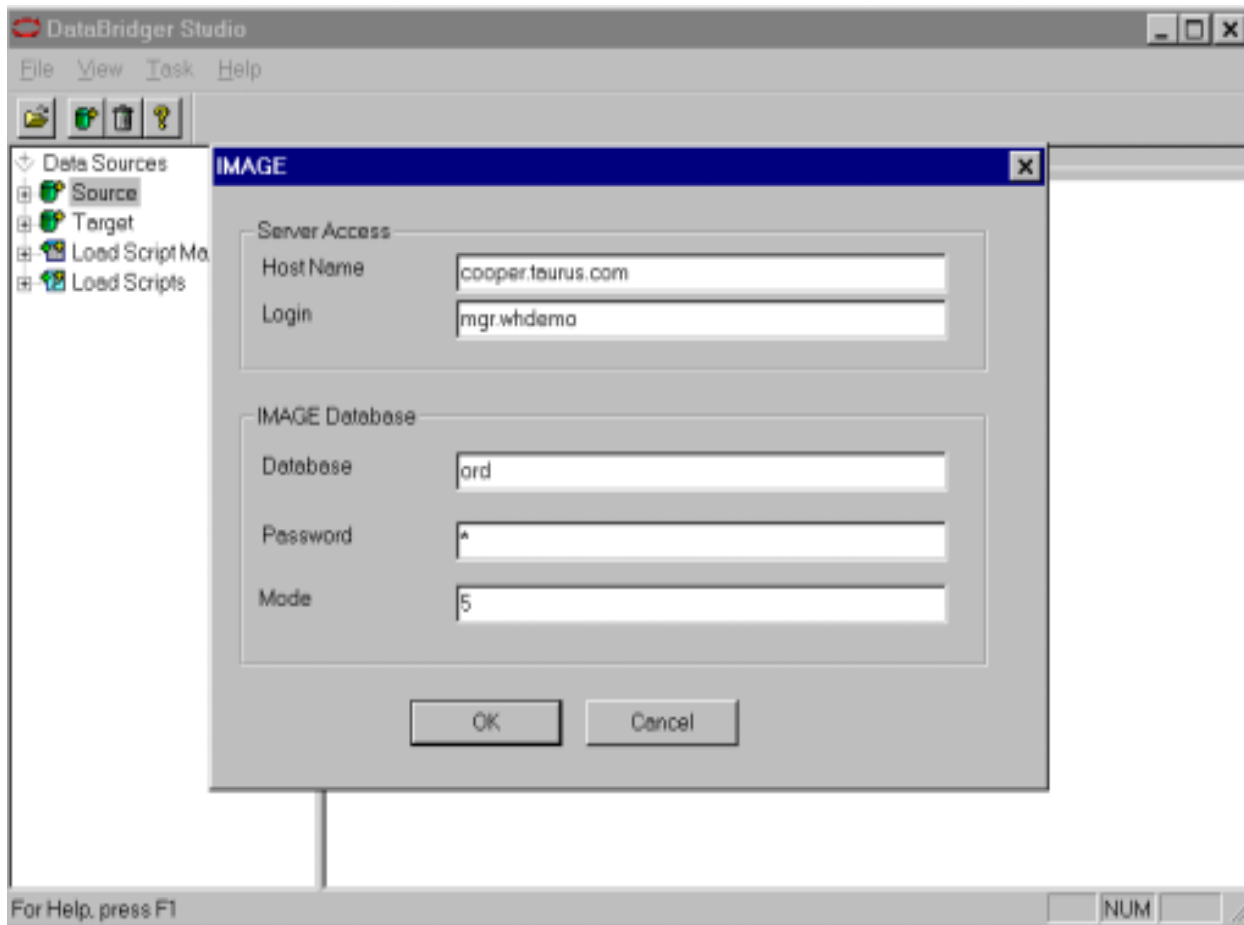 DataBridger Studio
File View Task Help
Data Sources
Source
Target
Load Script Ma
Load Scripts
IMAGE
Server Access
Host Name
cooper.taurus.com
Login
mgr.whdemo
IMAGE Database
Database
ord
Password
*
Mode
5
OK Cancel
For Help, press F1
NUM